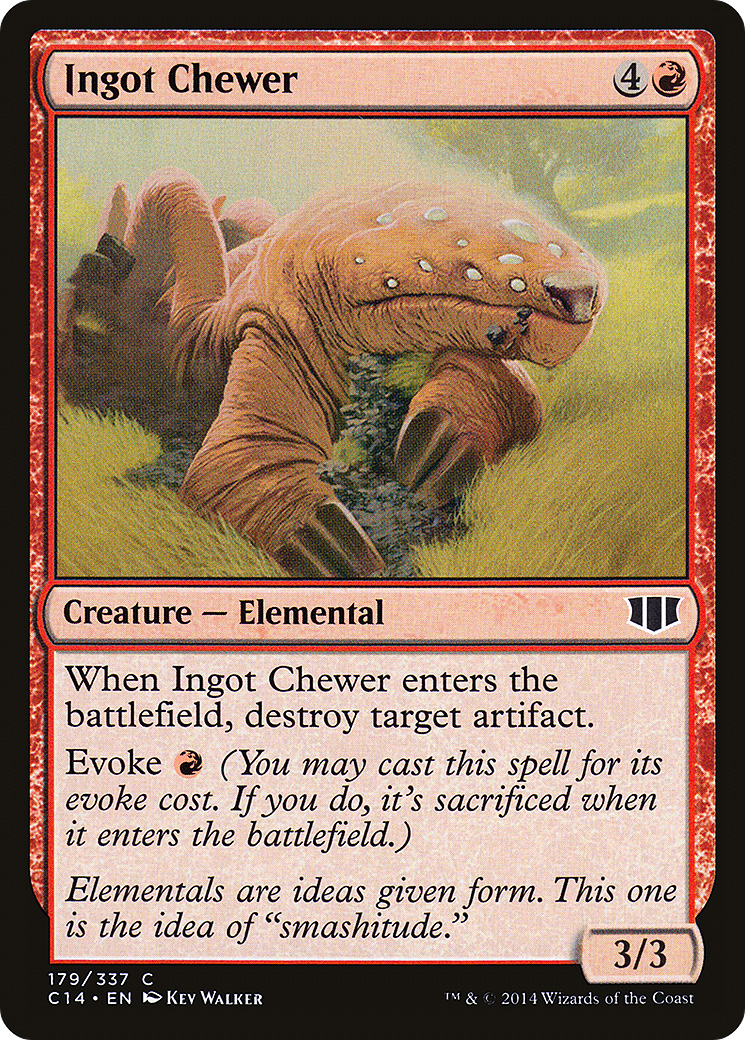 Ingot Chewer 4
Creature — Elemental
When Ingot Chewer enters the
battlefield, destroy target artifact.
Evoke (You may cast this spell for its
evoke cost. If you do, it's sacrificed when
it enters the battlefield.)
Elementals are ideas given form. This one
is the idea of “smashitude.”
3/3
179/337 C
C14 • EN Kev Walker
™ & © 2014 Wizards of the Coast